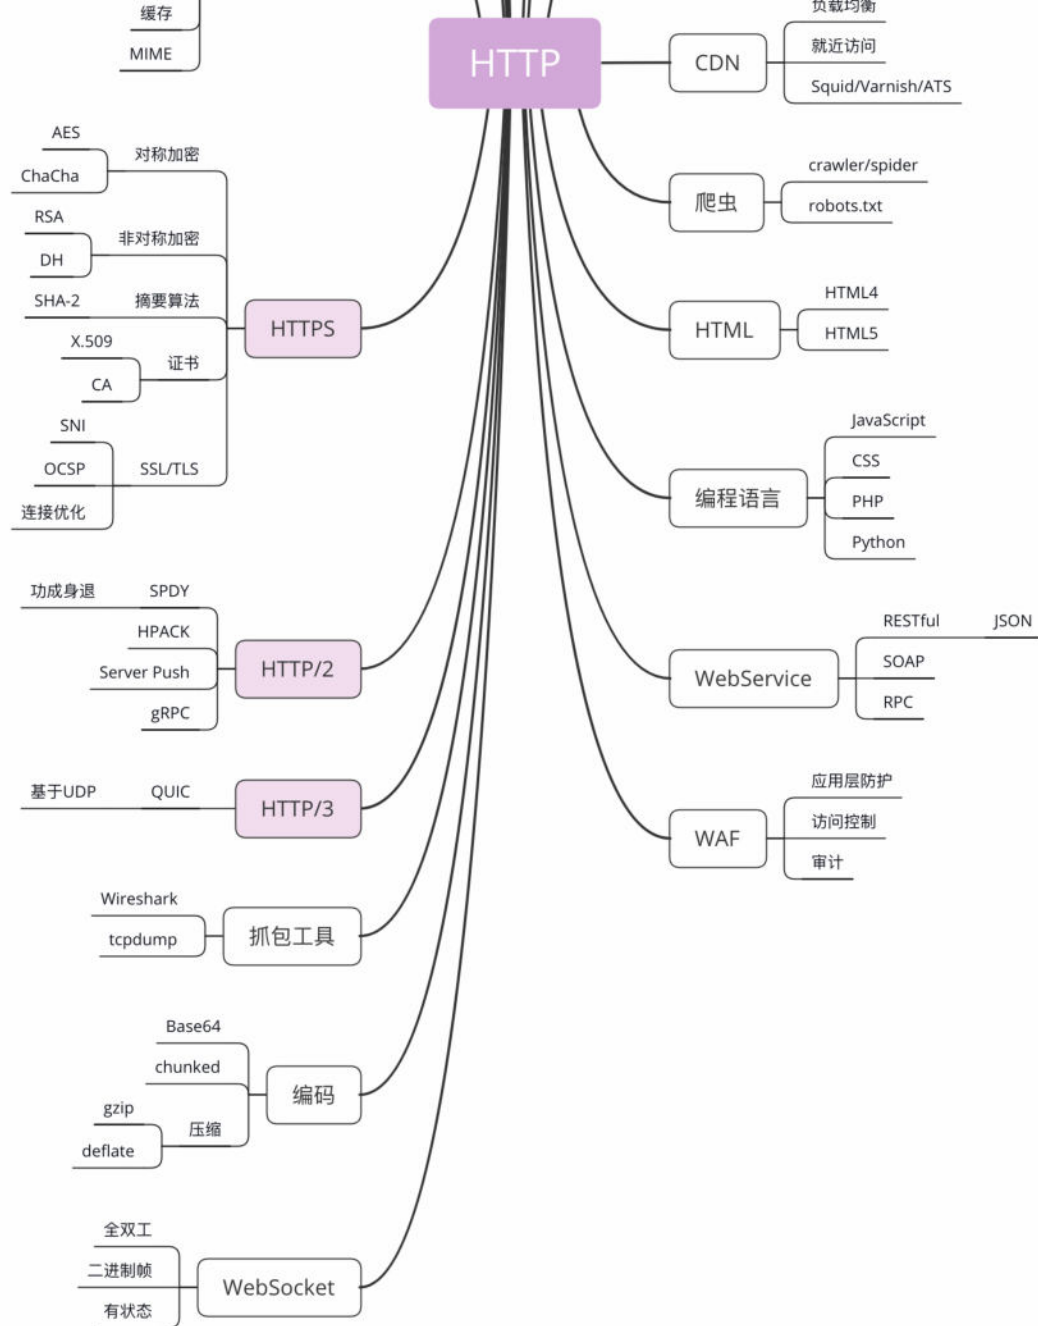 HTTP
缓存
MIME
HTTPS
对称加密
AES
ChaCha
非对称加密
RSA
DH
摘要算法
SHA-2
证书
X.509
CA
SSL/TLS
SNI
OCSP
连接优化
HTTP/2
SPDY
功成身退
HPACK
Server Push
gRPC
HTTP/3
QUIC
基于UDP
抓包工具
Wireshark
tcpdump
编码
Base64
chunked
压缩
gzip
deflate
WebSocket
全双工
二进制帧
有状态
CDN
负载均衡
就近访问
Squid/Varnish/ATS
爬虫
crawler/spider
robots.txt
HTML
HTML4
HTML5
编程语言
JavaScript
CSS
PHP
Python
WebService
RESTful
JSON
SOAP
RPC
WAF
应用层防护
访问控制
审计